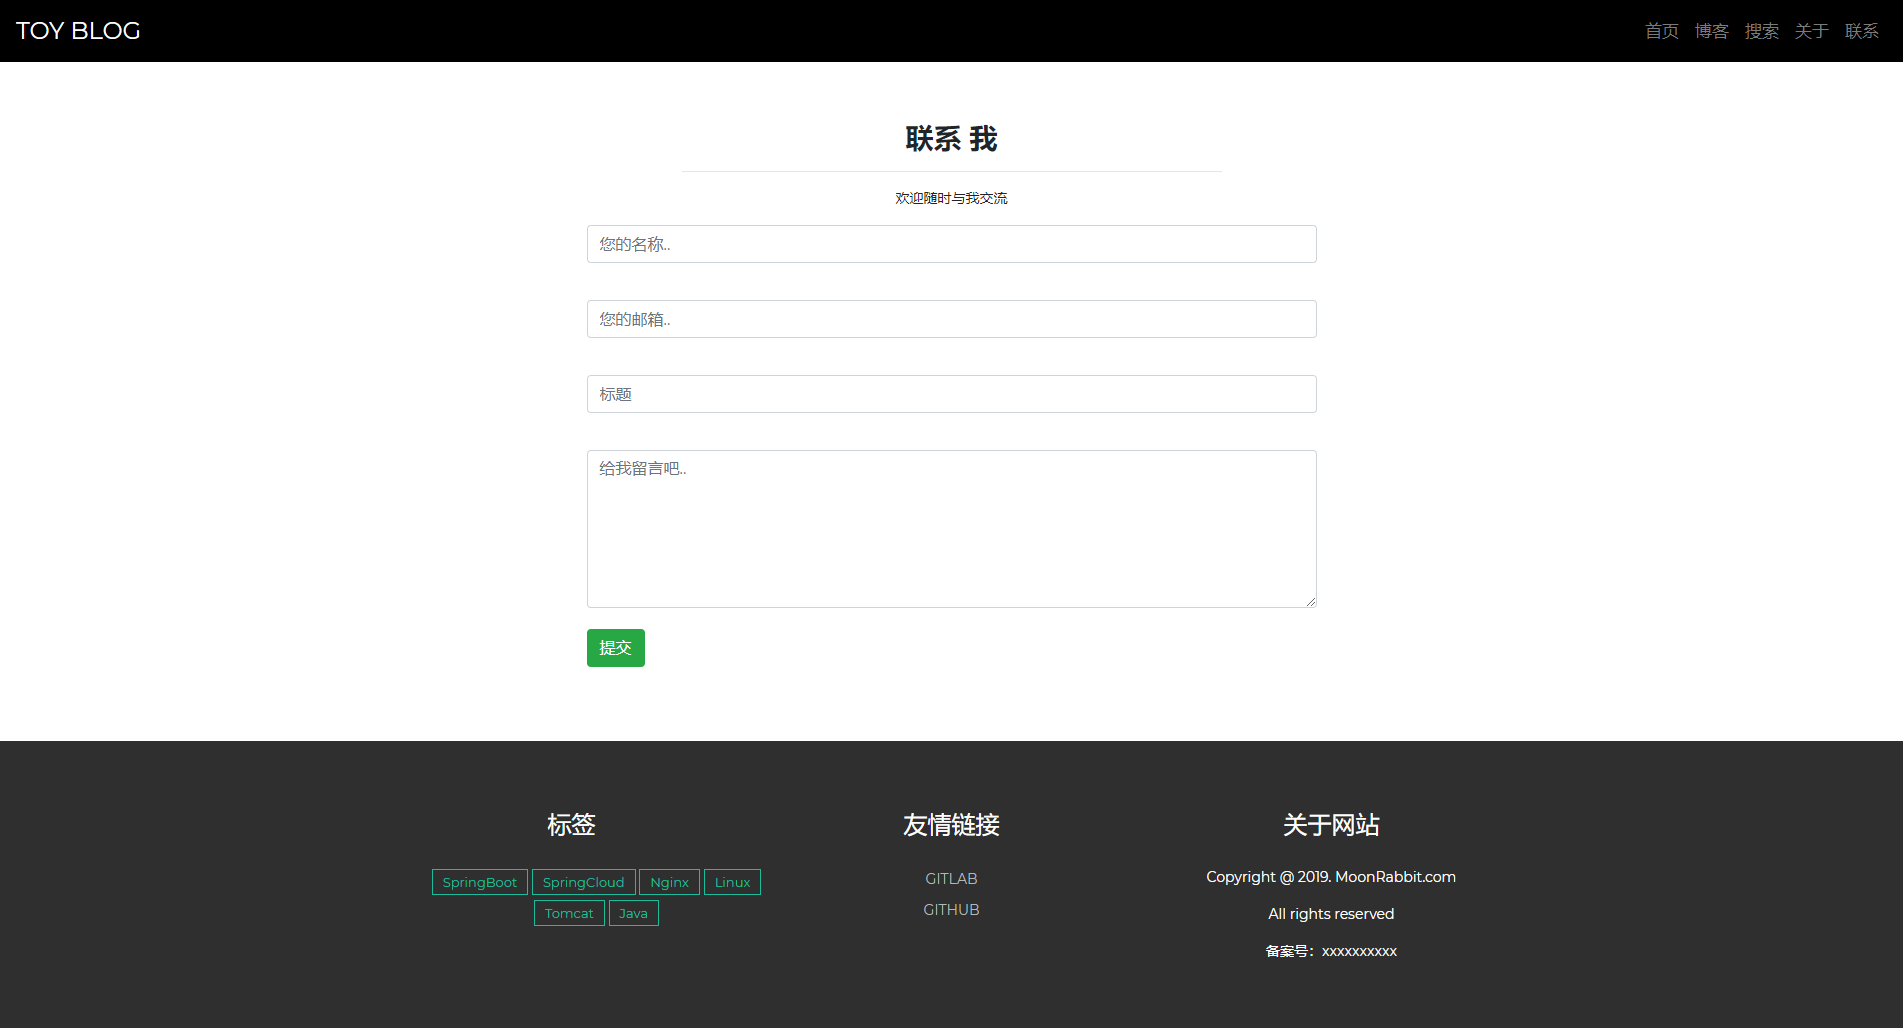 TOY BLOG
首页 博客 搜索 关于 联系
联系 我
欢迎随时与我交流
您的名称..
您的邮箱..
标题
给我留言吧..
提交
标签
SpringBoot SpringCloud Nginx Linux
Tomcat Java
友情链接
GITLAB
GITHUB
关于网站
Copyright @ 2019. MoonRabbit.com
All rights reserved
备案号：xxxxxxxxxx